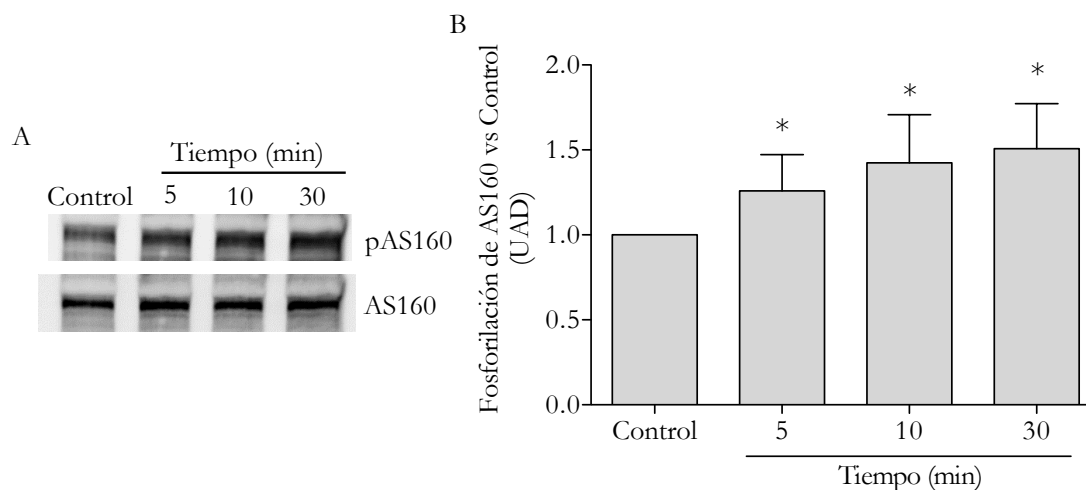 A
Tiempo (min)
Control 5 10 30
pAS160
AS160
B
Fosforilación de AS160 vs Control
(UAD)
2.0
1.5
1.0
0.5
0.0
* * *
Control 5 10 30
Tiempo (min)